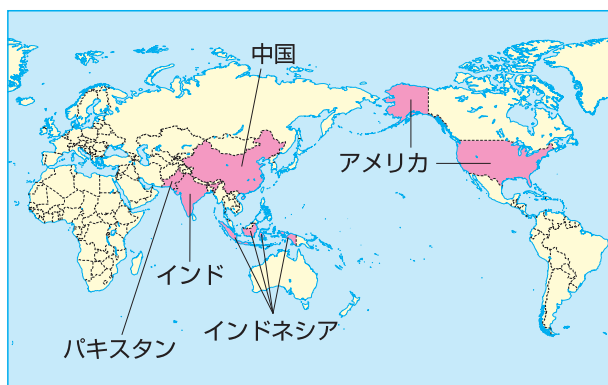 中国
アメリカ
インド
インドネシア
パキスタン